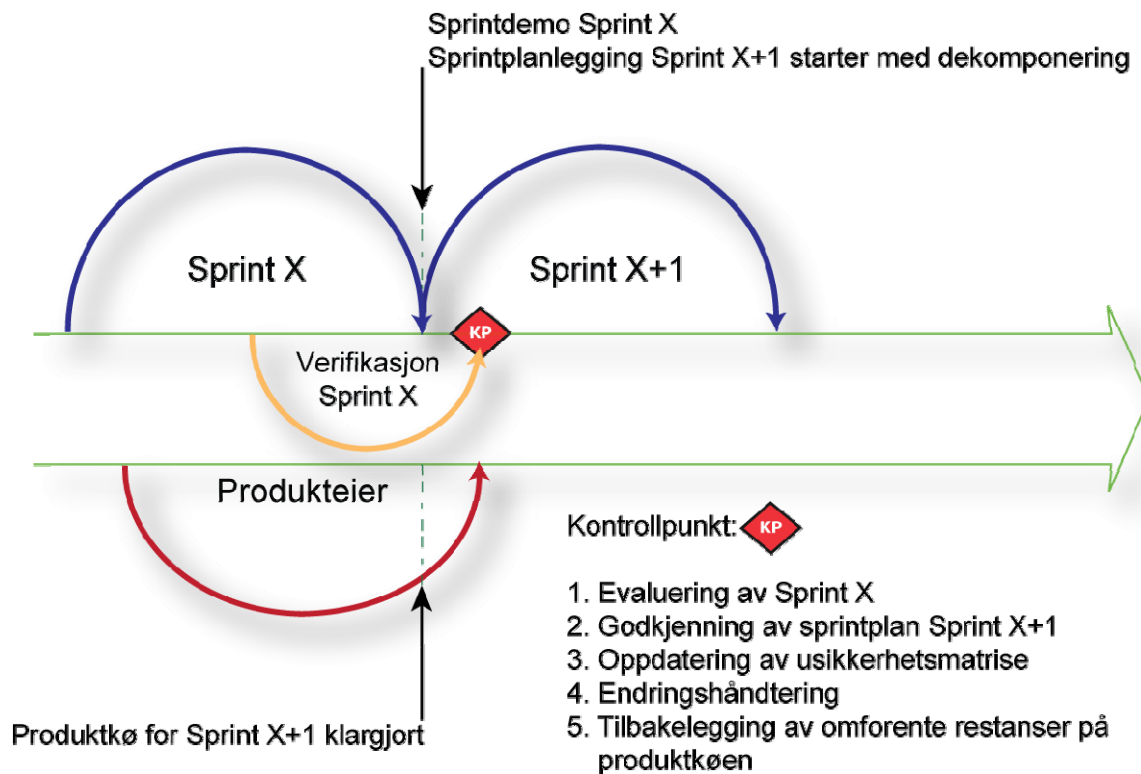 Sprintdemo Sprint X
Sprintplanlegging Sprint X+1 starter med dekomponering
Sprint X
Sprint X+1
KP
Verifikasjon
Sprint X
Produkteier
Kontrollpunkt: KP
1. Evaluering av Sprint X
2. Godkjenning av sprintplan Sprint X+1
3. Oppdatering av usikkerhetsmatrise
4. Endringshåndtering
5. Tilbakelegging av omforente restanser på
produktkøen
Produktkø for Sprint X+1 klargjort